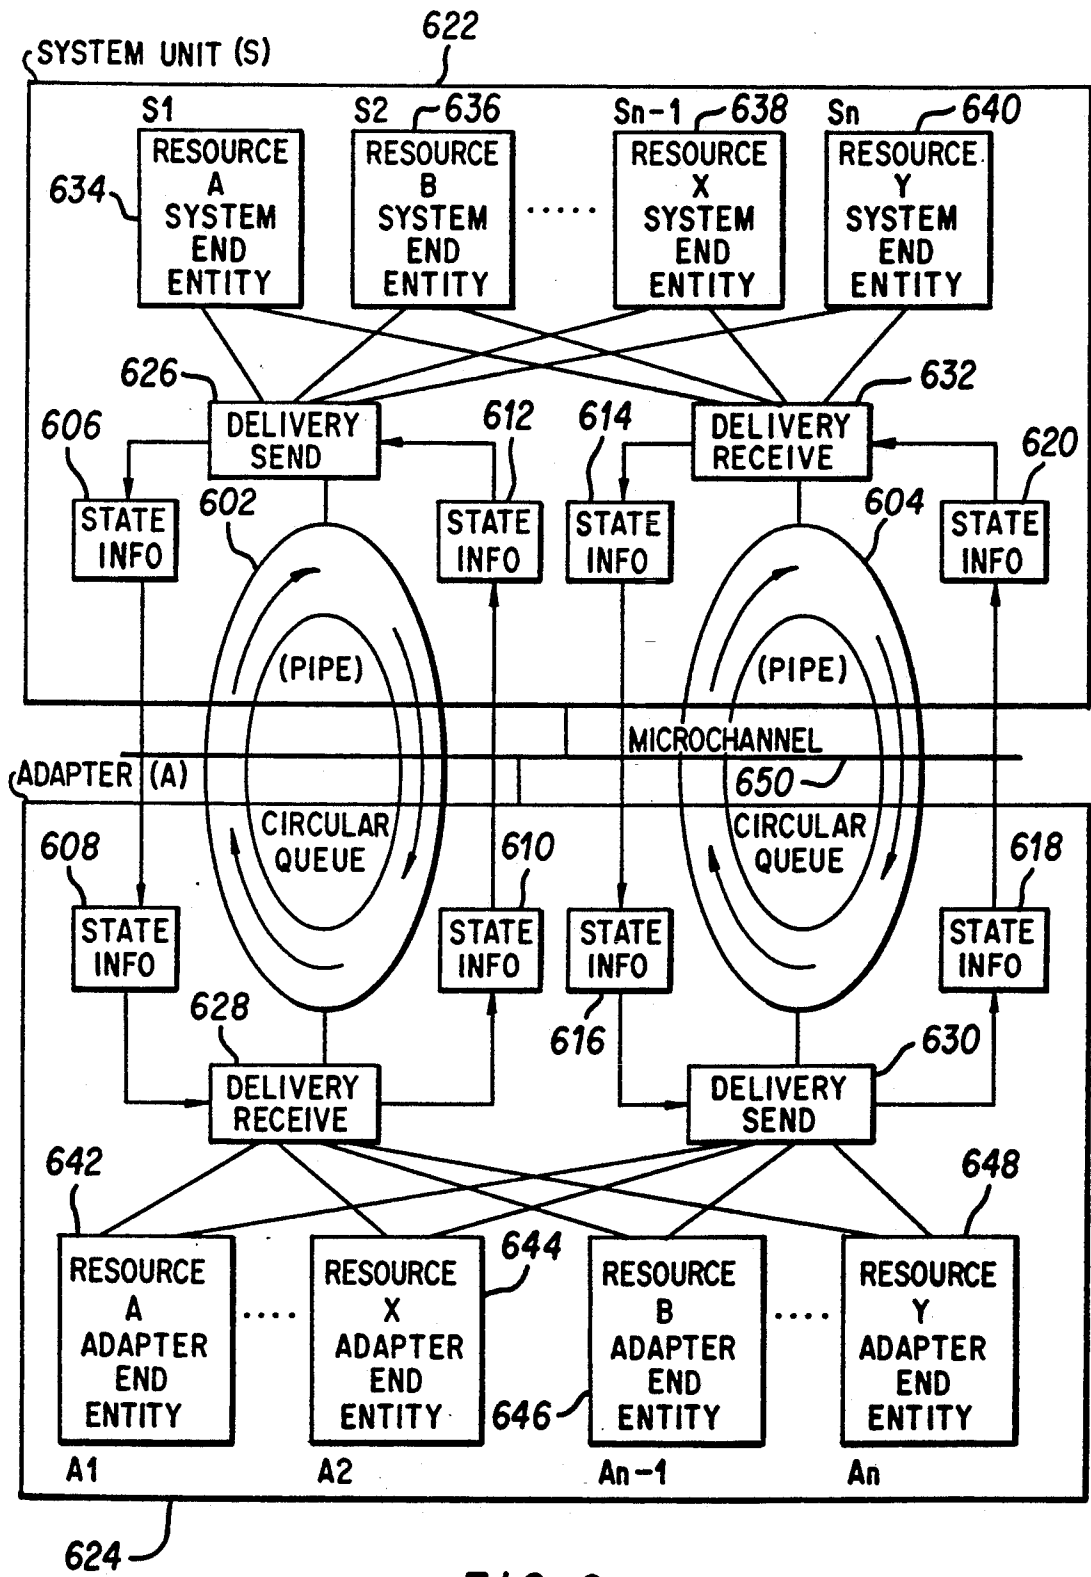 SYSTEM UNIT (S)
622
S1
S2
636
Sn-1
638
Sn
640
634
RESOURCE
A
SYSTEM
END
ENTITY
RESOURCE
B
SYSTEM
END
ENTITY
.....
RESOURCE
X
SYSTEM
END
ENTITY
RESOURCE
Y
SYSTEM
END
ENTITY
626
DELIVERY
SEND
632
DELIVERY
RECEIVE
606
STATE
INFO
602
612
STATE
INFO
614
STATE
INFO
604
620
STATE
INFO
(PIPE)
(PIPE)
MICROCHANNEL
650
ADAPTER (A)
CIRCULAR
QUEUE
CIRCULAR
QUEUE
608
STATE
INFO
610
STATE
INFO
616
STATE
INFO
618
STATE
INFO
628
DELIVERY
RECEIVE
630
DELIVERY
SEND
642
RESOURCE
A
ADAPTER
END
ENTITY
....
644
RESOURCE
X
ADAPTER
END
ENTITY
646
RESOURCE
B
ADAPTER
END
ENTITY
....
648
RESOURCE
Y
ADAPTER
END
ENTITY
A1
A2
An-1
An
624